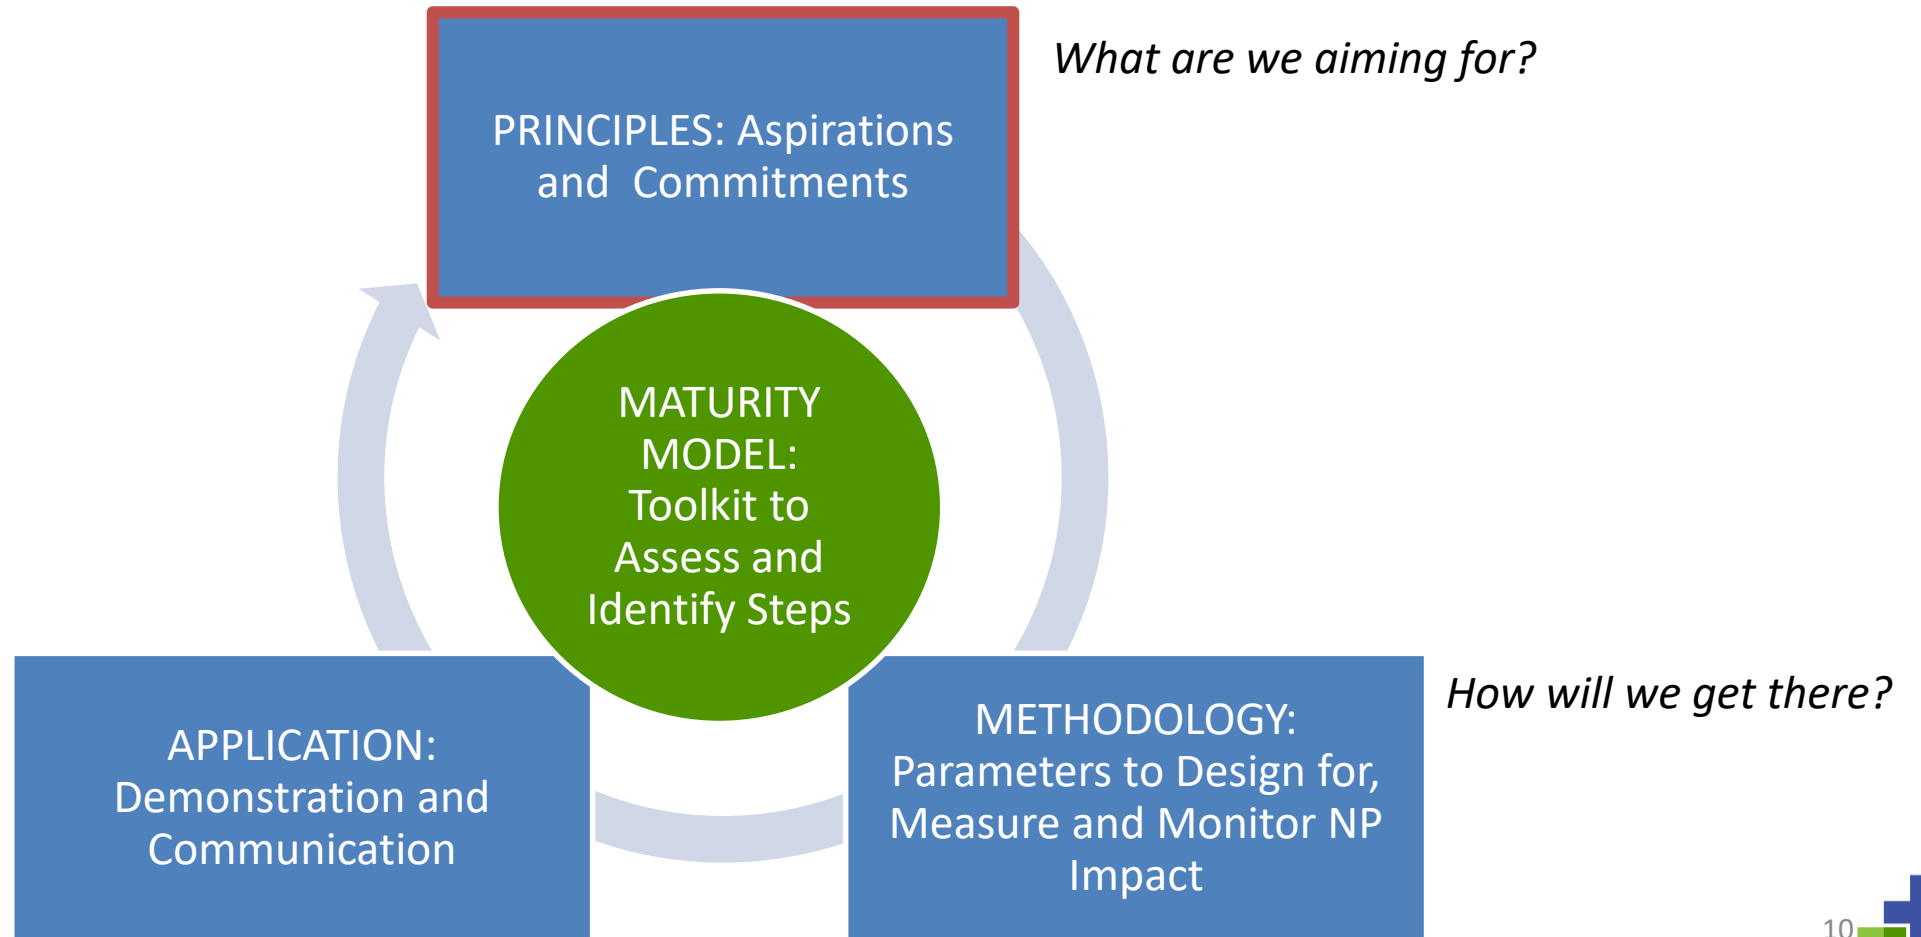 What are we aiming for?
PRINCIPLES: Aspirations
and  Commitments
MATURITY
MODEL:
Toolkit to
Assess and
Identify Steps
How will we get there?
METHODOLOGY:
Parameters to Design for,
Measure and Monitor NP
Impact
APPLICATION:
Demonstration and
Communication
10